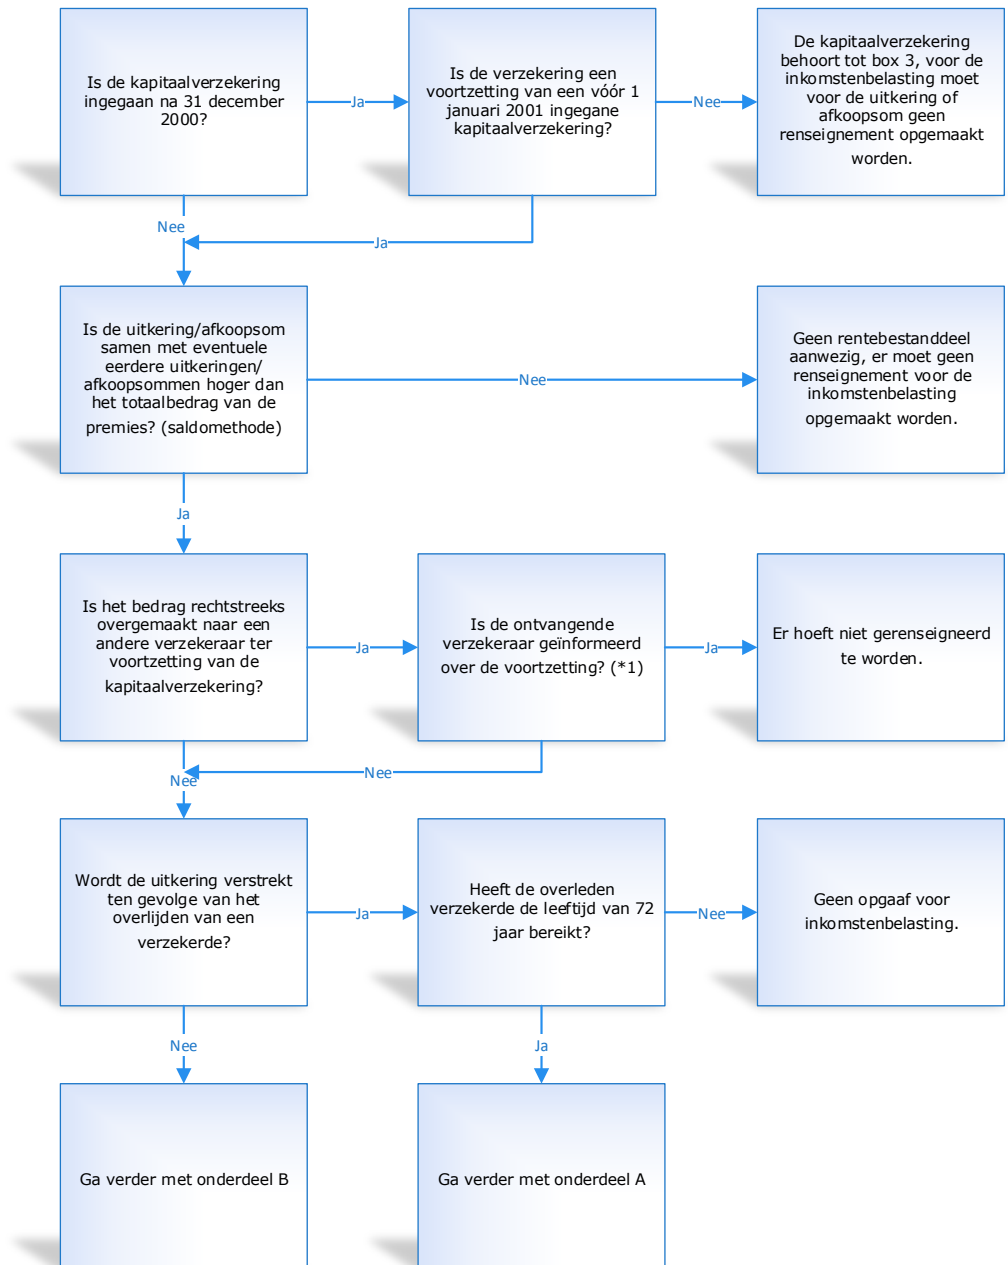 Is de kapitaalverzekering
ingegaan na 31 december
2000?
Ja
Is de verzekering een
voortzetting van een vóór 1
januari 2001 ingegane
kapitaalverzekering?
Nee
De kapitaalverzekering
behoort tot box 3, voor de
inkomstenbelasting moet
voor de uitkering of
afkoopsom geen
renseignement opgemaakt
worden.
Nee
Ja
Is de uitkering/afkoopsom
samen met eventuele
eerdere uitkeringen/
afkoopsommen hoger dan
het totaalbedrag van de
premies? (saldomethode)
Nee
Geen rentebestanddeel
aanwezig, er moet geen
renseignement voor de
inkomstenbelasting
opgemaakt worden.
Ja
Is het bedrag rechtstreeks
overgemaakt naar een
andere verzekeraar ter
voortzetting van de
kapitaalverzekering?
Ja
Is de ontvangende
verzekeraar geïnformeerd
over de voortzetting? (*1)
Ja
Er hoeft niet gerenseigneerd
te worden.
Nee
Nee
Wordt de uitkering verstrekt
ten gevolge van het
overlijden van een
verzekerde?
Ja
Heeft de overleden
verzekerde de leeftijd van 72
jaar bereikt?
Nee
Geen opgaaf voor
inkomstenbelasting.
Nee
Ja
Ga verder met onderdeel B
Ga verder met onderdeel A